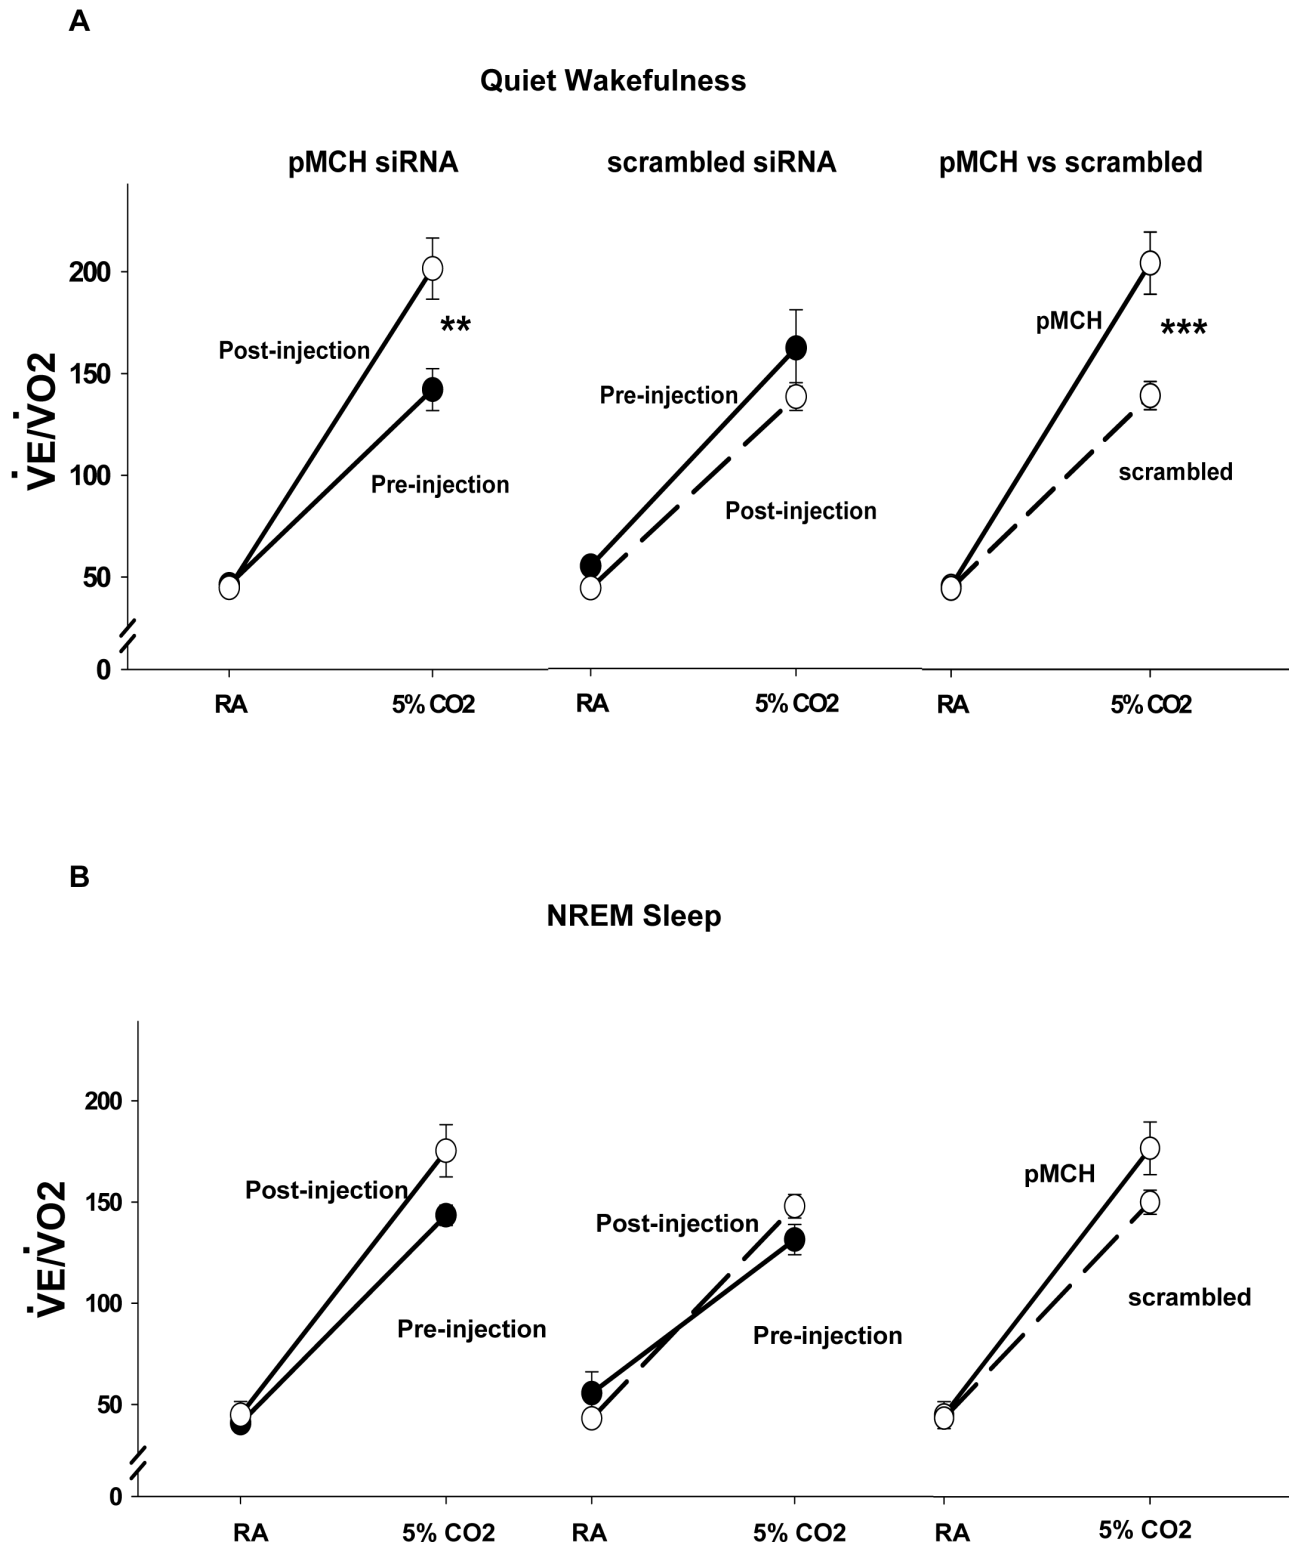 A
Quiet Wakefulness
pMCH siRNA
scrambled siRNA
pMCH vs scrambled
V̇E/V̇O2
200
150
100
50
0
Post-injection
**
Pre-injection
Pre-injection
Post-injection
pMCH
***
scrambled
RA
5% CO2
RA
5% CO2
RA
5% CO2
B
NREM Sleep
V̇E/V̇O2
200
150
100
50
0
Post-injection
Pre-injection
Post-injection
Pre-injection
pMCH
scrambled
RA
5% CO2
RA
5% CO2
RA
5% CO2